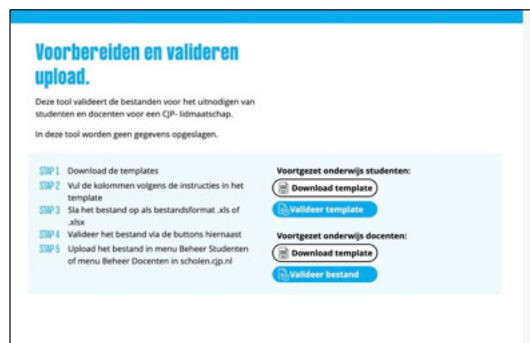 Voorbereiden en valideren
upload.
Deze tool valideert de bestanden voor het uitnodigen van
studenten en docenten voor een CJP- lidmaatschap.
In deze tool worden geen gegevens opgeslagen.
STAP 1 Download de templates
STAP 2 Vul de kolommen volgens de instructies in het
template
STAP 3 Sla het bestand op als bestandsformat .xls of
.xlsx
STAP 4 Valideer het bestand via de buttons hiernaast
STAP 5 Upload het bestand in menu Beheer Studenten
of menu Beheer Docenten in scholen.cjp.nl
Voortgezet onderwijs studenten:
Download template
Valideer template
Voortgezet onderwijs docenten:
Download template
Valideer bestand